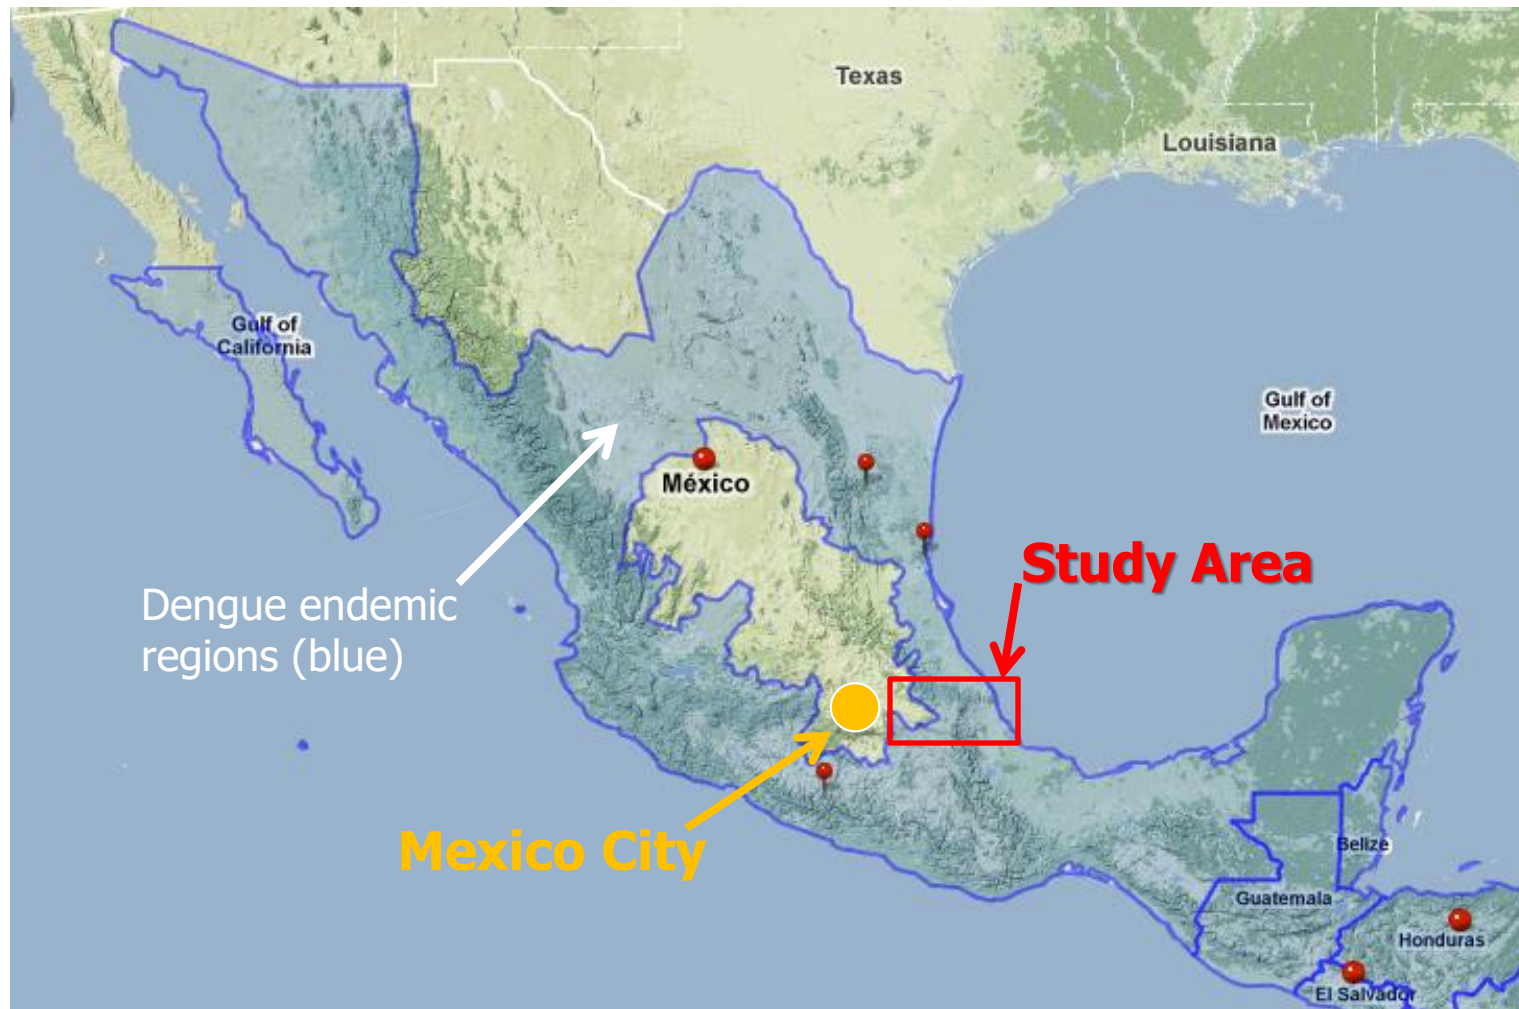 Texas
Louisiana
Gulf of
California
Gulf of
Mexico
México
Study Area
Dengue endemic
regions (blue)
Mexico City
Belize
Guatemala
Honduras
El Salvador